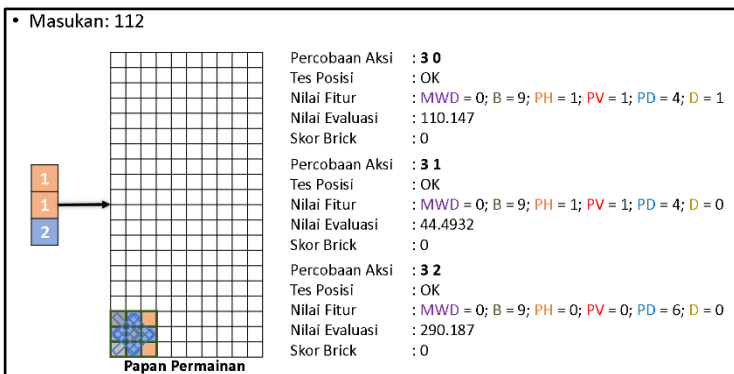 • Masukan: 112
Percobaan Aksi : 3 0
Tes Posisi : OK
Nilai Fitur : MWD = 0; B = 9; PH = 1; PV = 1; PD = 4; D = 1
Nilai Evaluasi : 110.147
Skor Brick : 0
1
1
2
Percobaan Aksi : 3 1
Tes Posisi : OK
Nilai Fitur : MWD = 0; B = 9; PH = 1; PV = 1; PD = 4; D = 0
Nilai Evaluasi : 44.4932
Skor Brick : 0
Percobaan Aksi : 3 2
Tes Posisi : OK
Nilai Fitur : MWD = 0; B = 9; PH = 0; PV = 0; PD = 6; D = 0
Nilai Evaluasi : 290.187
Skor Brick : 0
Papan Permainan